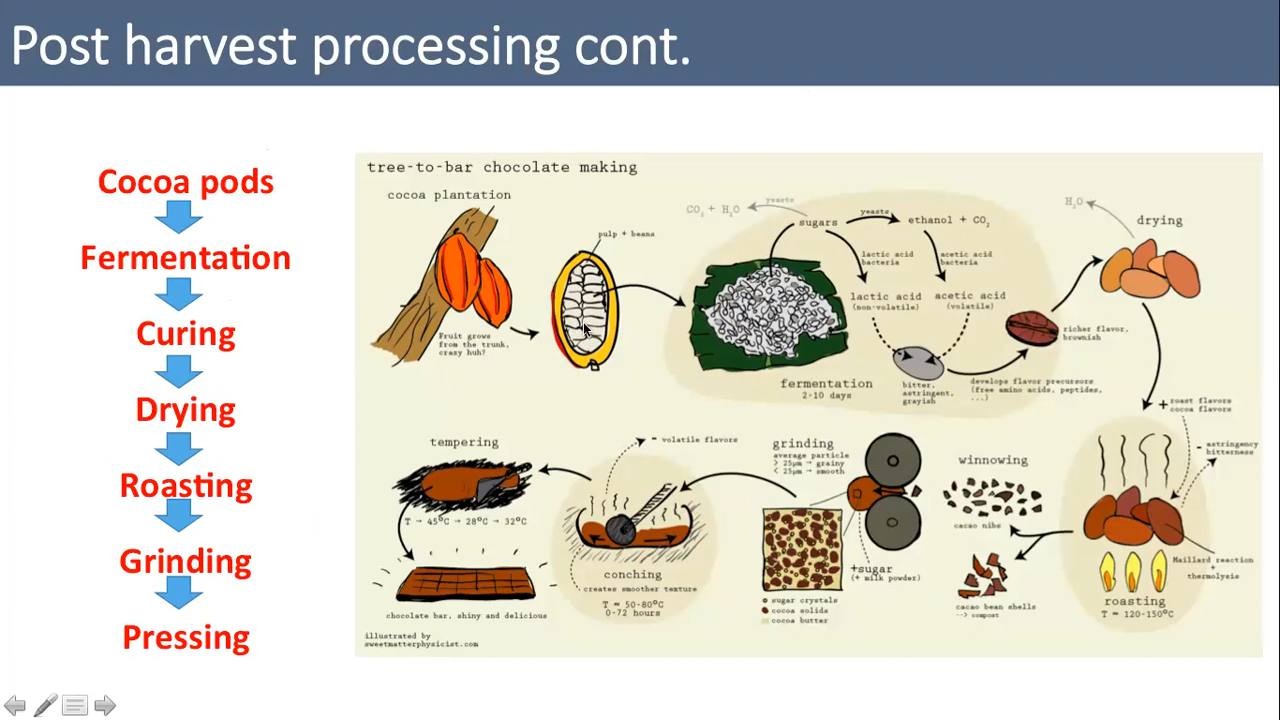 Post harvest processing cont.
Cocoa pods
Fermentation
Curing
Drying
Roasting
Grinding
Pressing
tree-to-bar chocolate making
cocoa plantation
Fruit grows
from the trunk,
crazy huh?
pulp + beans
CO₂ + H₂O
yeasts
sugars
yeasts
ethanol + CO₂
lactic acid
bacteria
acetic acid
bacteria
lactic acid
(non-volatile)
acetic acid
(volatile)
fermentation
2-10 days
bitter,
astringent,
grayish
develops flavor precursors
(free amino acids, peptides,
...)
richer flavor,
brownish
H₂O
drying
+ roast flavors
cocoa flavors
- astringency
bitterness
Maillard reaction
+
thermolysis
roasting
T = 120-150°C
winnowing
cacao nibs
cacao bean shells
--> compost
grinding
average particle
> 25µm → grainy
< 25µm → smooth
+sugar
(+ milk powder)
sugar crystals
cocoa solids
cocoa butter
- volatile flavors
conching
- creates smoother texture
T = 50-80°C
0-72 hours
tempering
T → 45°C → 28°C → 32°C
chocolate bar, shiny and delicious
illustrated by
sweetmatterphysicist.com